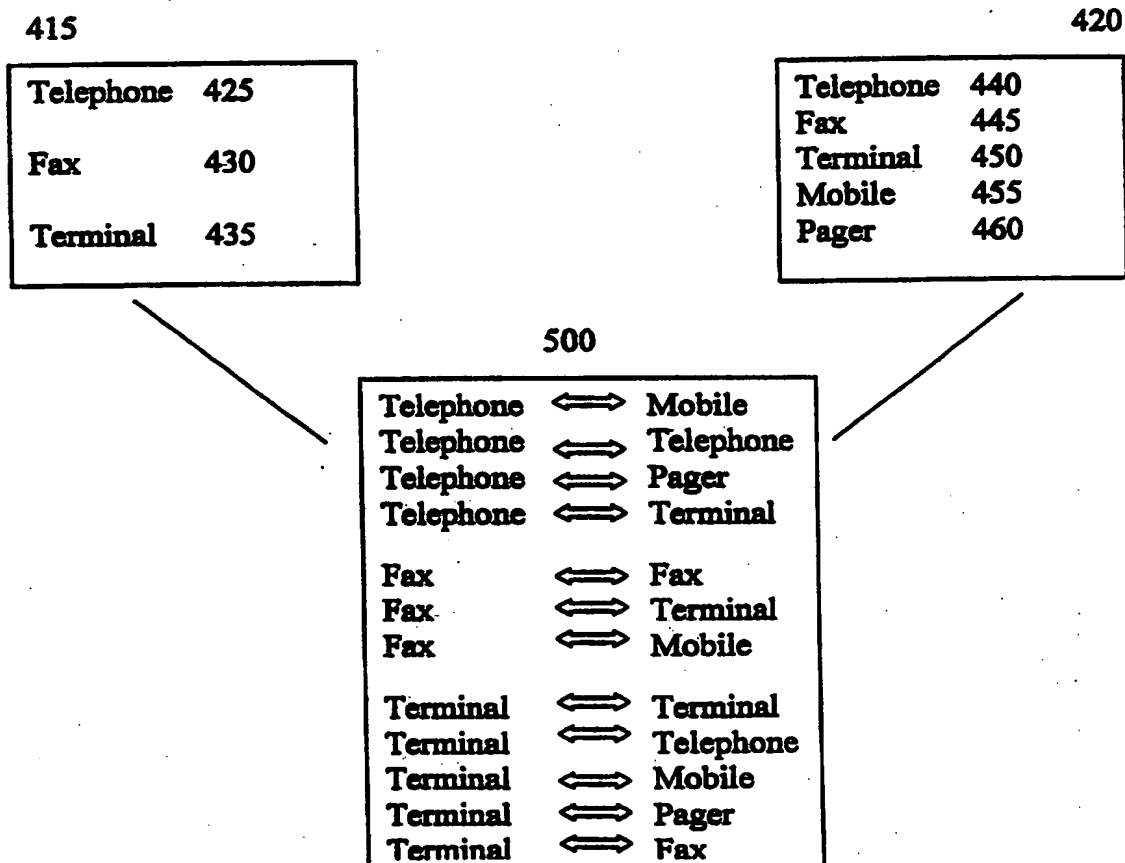 415
420
Telephone 425
Fax 430
Terminal 435
Telephone 440
Fax 445
Terminal 450
Mobile 455
Pager 460
500
Telephone ⇔ Mobile
Telephone ⇔ Telephone
Telephone ⇔ Pager
Telephone ⇔ Terminal
Fax ⇔ Fax
Fax ⇔ Terminal
Fax ⇔ Mobile
Terminal ⇔ Terminal
Terminal ⇔ Telephone
Terminal ⇔ Mobile
Terminal ⇔ Pager
Terminal ⇔ Fax